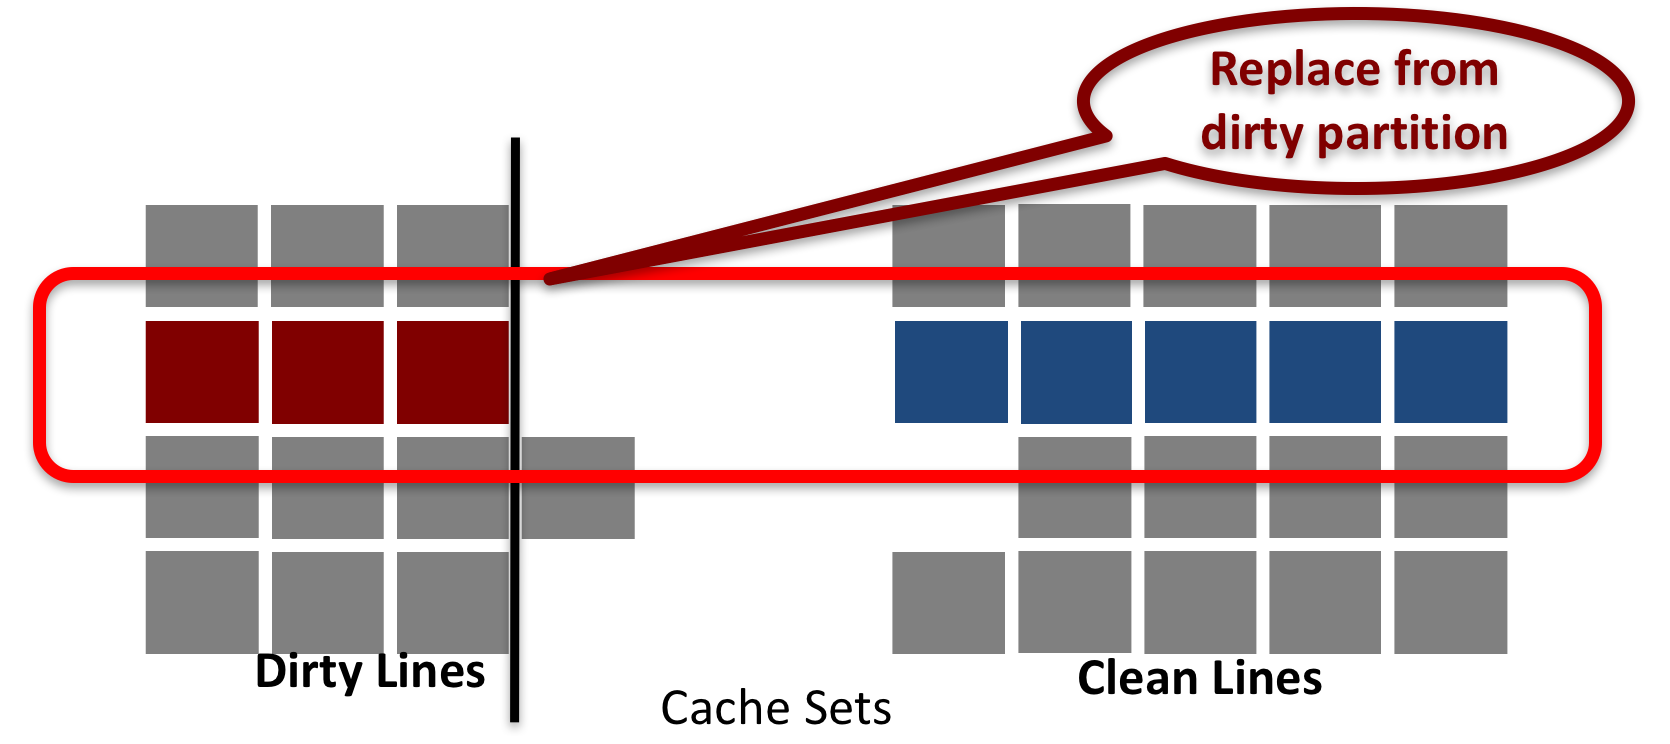 Replace from
dirty partition
Dirty Lines
Clean Lines
Cache Sets